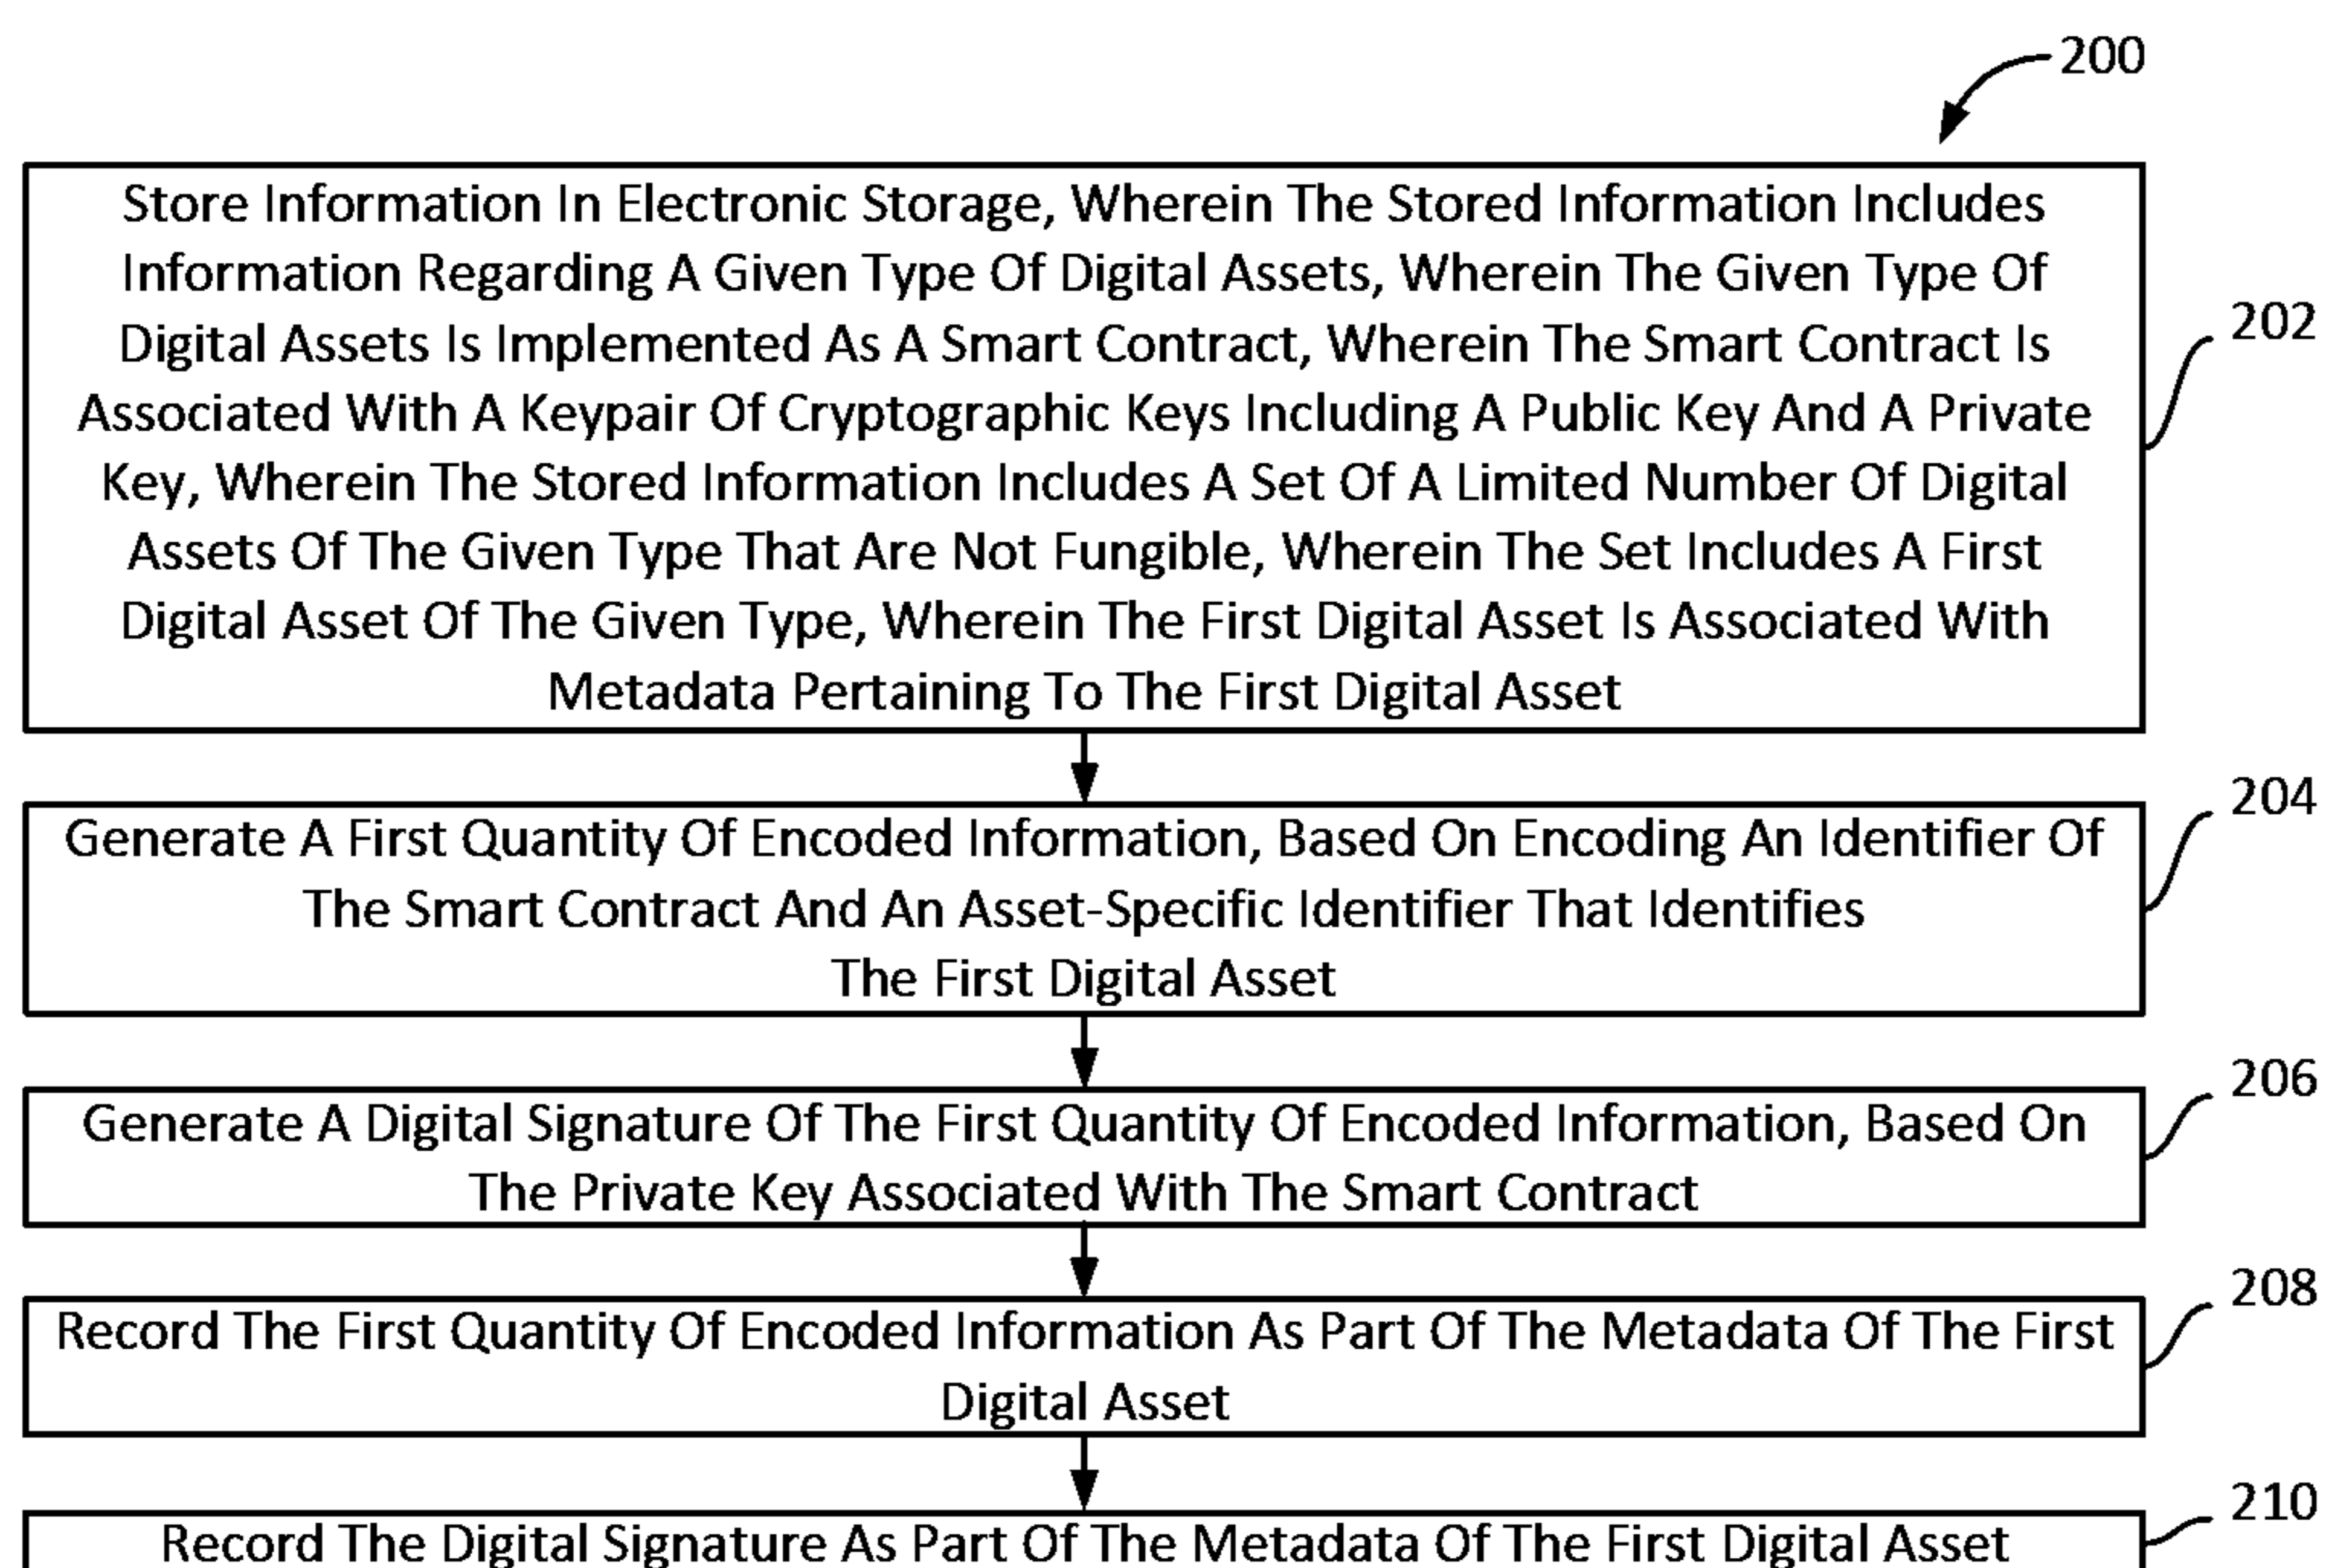 200
Store Information In Electronic Storage, Wherein The Stored Information Includes
Information Regarding A Given Type Of Digital Assets, Wherein The Given Type Of
Digital Assets Is Implemented As A Smart Contract, Wherein The Smart Contract Is
Associated With A Keypair Of Cryptographic Keys Including A Public Key And A Private
Key, Wherein The Stored Information Includes A Set Of A Limited Number Of Digital
Assets Of The Given Type That Are Not Fungible, Wherein The Set Includes A First
Digital Asset Of The Given Type, Wherein The First Digital Asset Is Associated With
Metadata Pertaining To The First Digital Asset
202
Generate A First Quantity Of Encoded Information, Based On Encoding An Identifier Of
The Smart Contract And An Asset-Specific Identifier That Identifies
The First Digital Asset
204
Generate A Digital Signature Of The First Quantity Of Encoded Information, Based On
The Private Key Associated With The Smart Contract
206
Record The First Quantity Of Encoded Information As Part Of The Metadata Of The First
Digital Asset
208
Record The Digital Signature As Part Of The Metadata Of The First Digital Asset
210